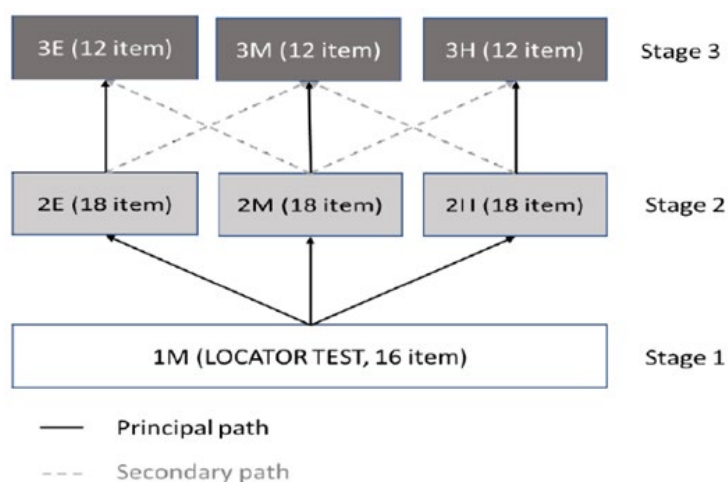 3E (12 item) 3M (12 item) 3H (12 item) Stage 3
2E (18 item) 2M (18 item) 2H (18 item) Stage 2
1M (LOCATOR TEST, 16 item) Stage 1
Principal path
Secondary path